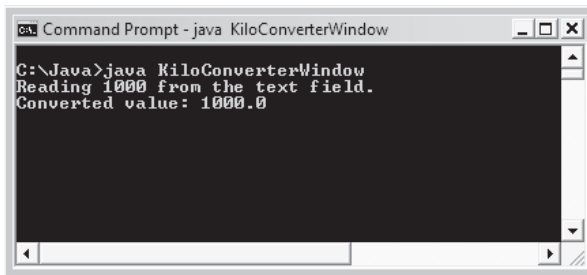 Command Prompt - java KiloConverterWindow
C:\Java>java KiloConverterWindow
Reading 1000 from the text field.
Converted value: 1000.0